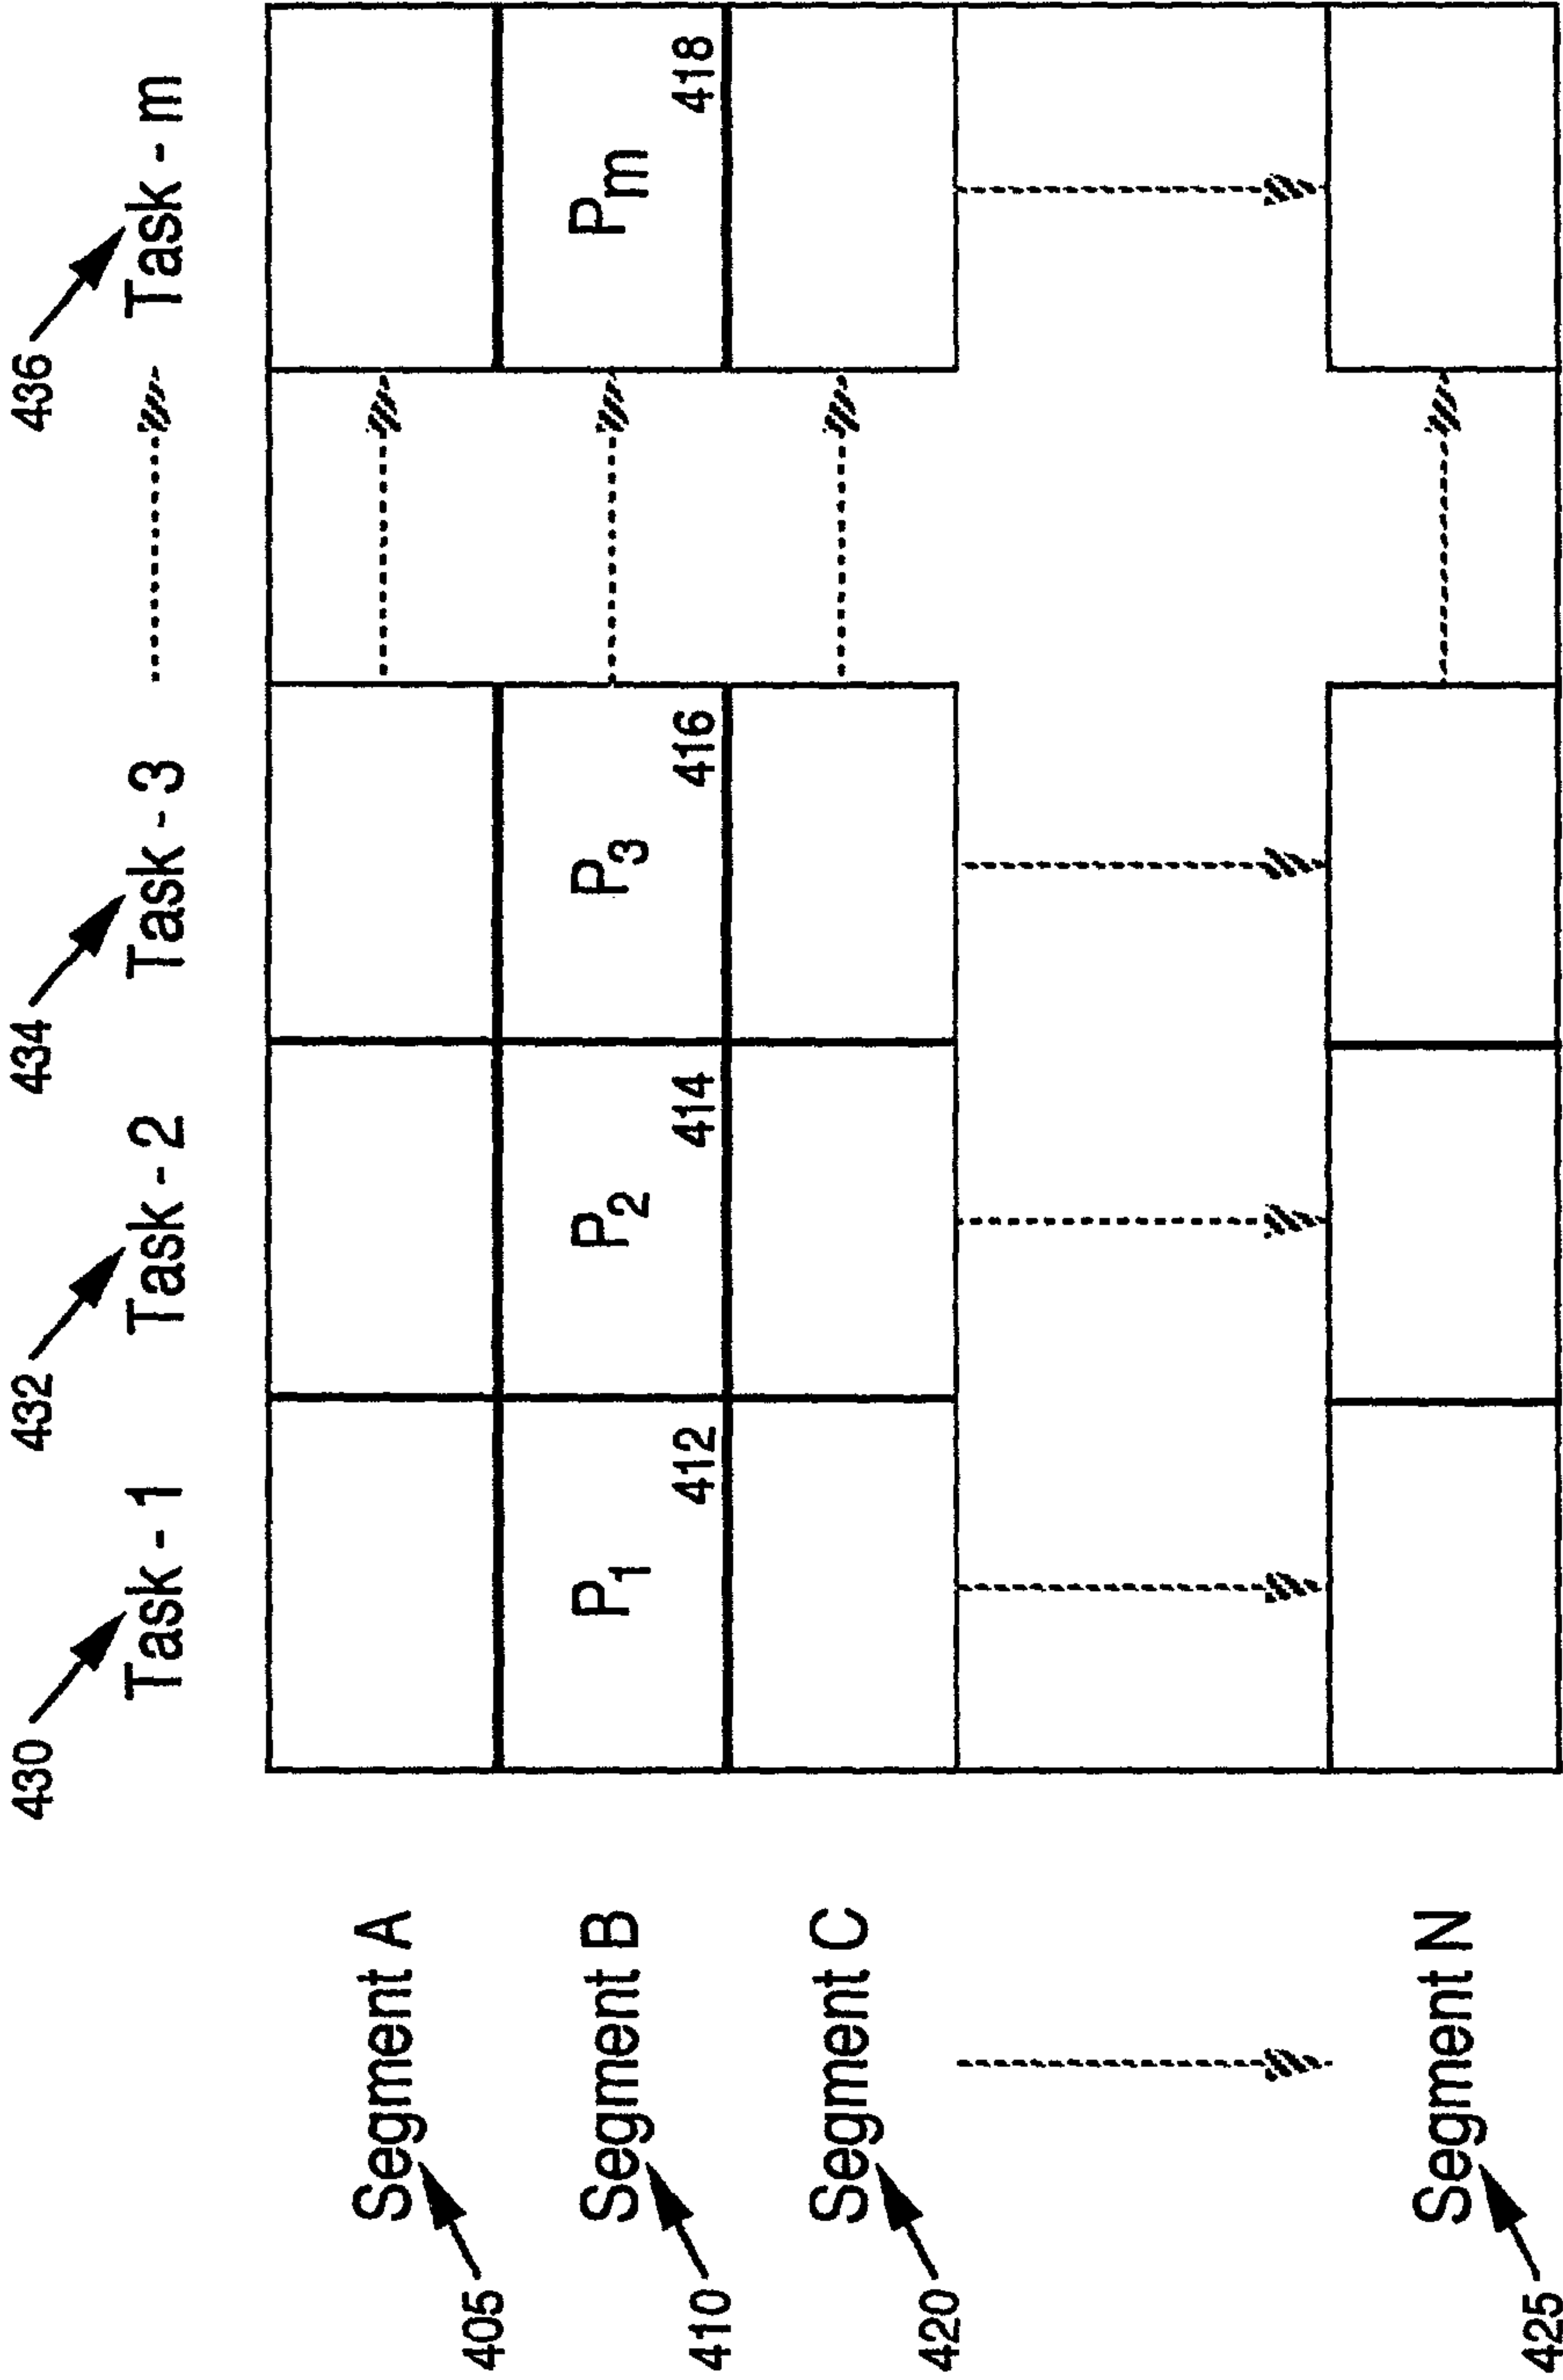 430 432 434 436
Task - 1 Task - 2 Task - 3 Task - m
Segment A
405
Segment B P1 P2 P3 Pm
410 412 414 416 418
Segment C
420
Segment N
425